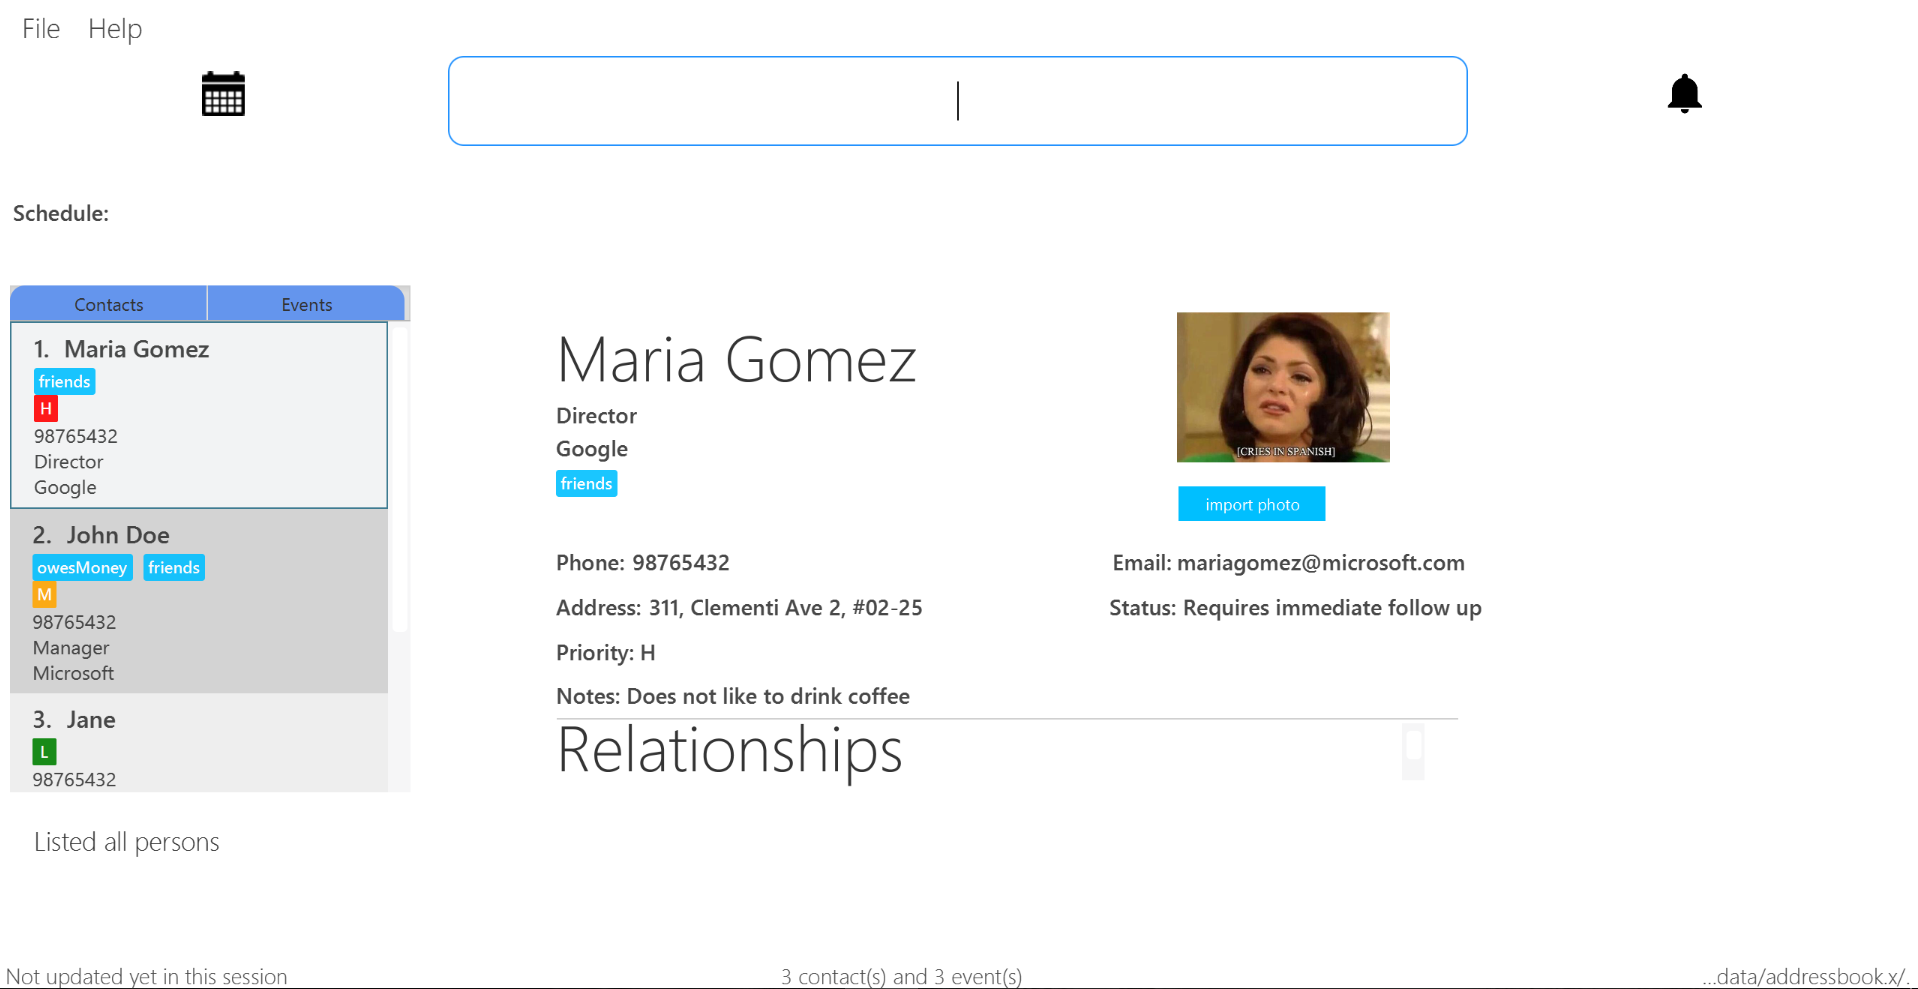 File Help
Schedule:
Contacts Events
1. Maria Gomez
friends
H
98765432
Director
Google
2. John Doe
owesMoney friends
M
98765432
Manager
Microsoft
3. Jane
L
98765432
Listed all persons
Maria Gomez
Director
Google
friends
[CRIES IN SPANISH]
import photo
Phone: 98765432
Email: mariagomez@microsoft.com
Address: 311, Clementi Ave 2, #02-25
Status: Requires immediate follow up
Priority: H
Notes: Does not like to drink coffee
Relationships
Not updated yet in this session
3 contact(s) and 3 event(s)
...data/addressbook.x/.